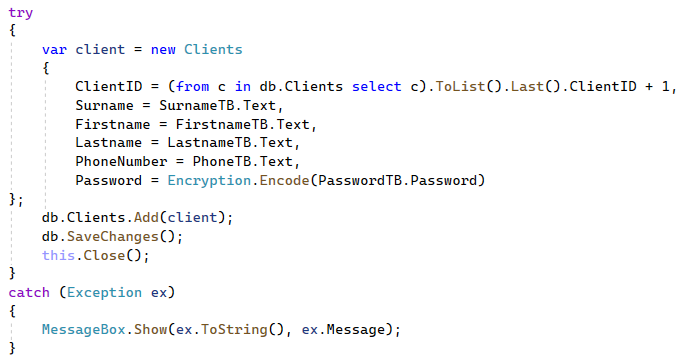 try
{
    var client = new Clients
    {
        ClientID = (from c in db.Clients select c).ToList().Last().ClientID + 1,
        Surname = SurnameTB.Text,
        Firstname = FirstnameTB.Text,
        Lastname = LastnameTB.Text,
        PhoneNumber = PhoneTB.Text,
        Password = Encryption.Encode(PasswordTB.Password)
};
    db.Clients.Add(client);
    db.SaveChanges();
    this.Close();
}
catch (Exception ex)
{
    MessageBox.Show(ex.ToString(), ex.Message);
}